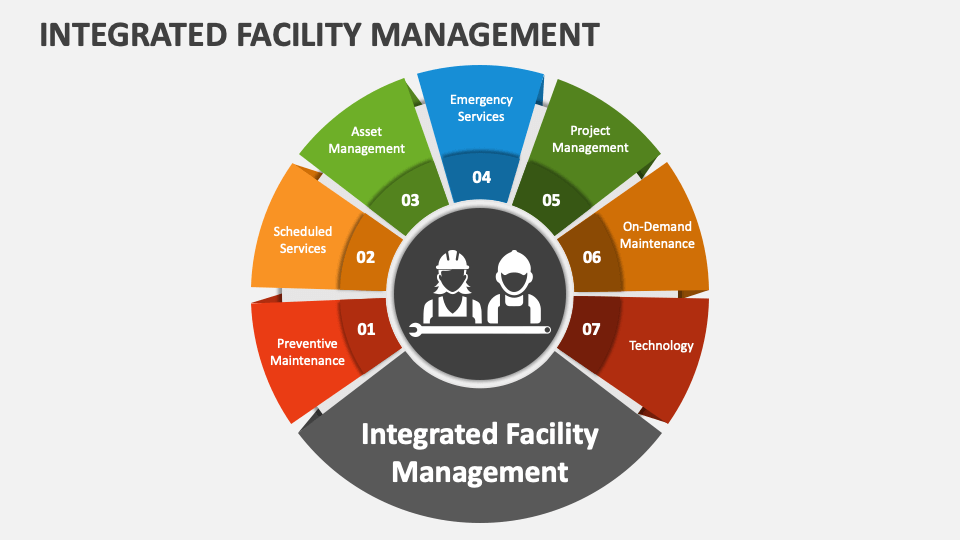 INTEGRATED FACILITY MANAGEMENT
Preventive
Maintenance
01
Scheduled
Services
02
Asset
Management
03
Emergency
Services
04
Project
Management
05
On-Demand
Maintenance
06
Technology
07
Integrated Facility
Management